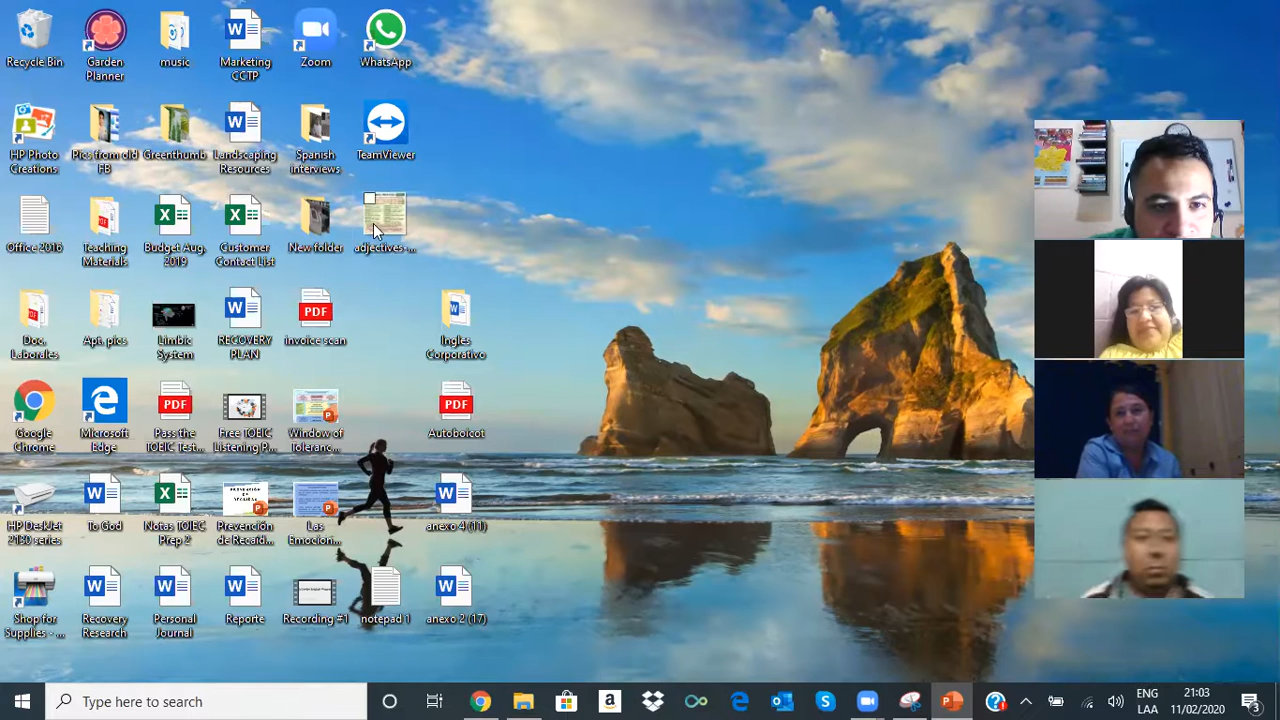 Recycle Bin
Garden
Planner
music
Marketing
CCTP
Zoom
WhatsApp
HP Photo
Creations
Pics from old
FB
Greenthumb
Landscaping
Resources
Spanish
interviews
TeamViewer
Office 2016
Teaching
Materials
Budget Aug.
2019
Customer
Contact List
New folder
adjectives-...
Doc.
Laborales
Apt. pics
Limbic
System
RECOVERY
PLAN
PDF
invoice scan
Ingles
Corporativo
Google
Chrome
Microsoft
Edge
PDF
Pass the
TOEIC Test...
Free TOEIC
Listening P...
Window of
Toleranc...
PDF
Autoboicot
HP DeskJet
2130 series
To God
Notas TOEIC
Prep 2
Prevención
de Recaíd...
Las
Emocion...
anexo 4 (11)
Shop for
Supplies - ...
Recovery
Research
Personal
Journal
Reporte
Recording #1
notepad 1
anexo 2 (17)
Type here to search
ENG
LAA
21:03
11/02/2020
3